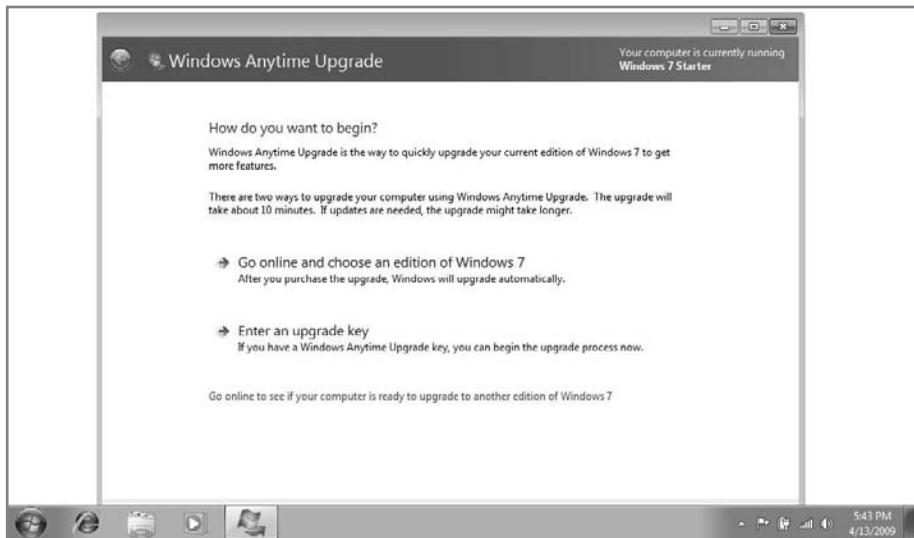 Windows Anytime Upgrade
Your computer is currently running
Windows 7 Starter
How do you want to begin?
Windows Anytime Upgrade is the way to quickly upgrade your current edition of Windows 7 to get
more features.
There are two ways to upgrade your computer using Windows Anytime Upgrade. The upgrade will
take about 10 minutes. If updates are needed, the upgrade might take longer.
Go online and choose an edition of Windows 7
After you purchase the upgrade, Windows will upgrade automatically.
Enter an upgrade key
If you have a Windows Anytime Upgrade key, you can begin the upgrade process now.
Go online to see if your computer is ready to upgrade to another edition of Windows 7
5:43 PM
4/13/2009